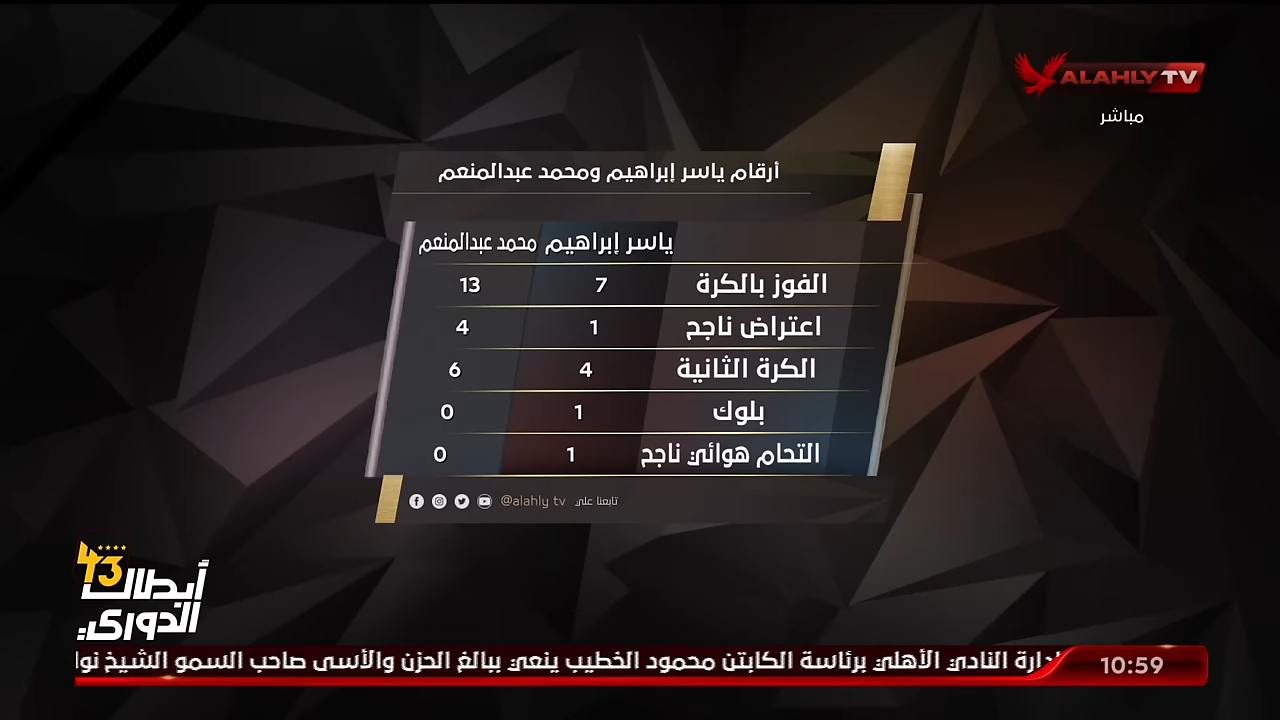 ALAHLY TV
مباشر
أرقام ياسر إبراهيم ومحمد عبدالمنعم
ياسر إبراهيم محمد عبدالمنعم
الفوز بالكرة 7 13
اعتراض ناجح 1 4
الكرة الثانية 4 6
بلوك 1 0
التحام هوائي ناجح 1 0
تابعنا علي @alahly tv
43
أبطال
الدوري
10:59 النادي الأهلي برئاسة الكابتن محمود الخطيب ينعي ببالغ الحزن والأسى صاحب السمو الشيخ